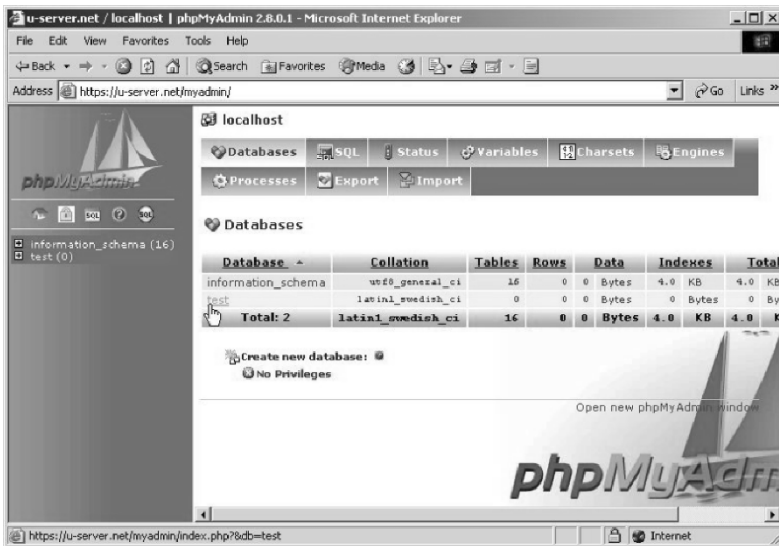 u-server.net / localhost | phpMyAdmin 2.8.0.1 - Microsoft Internet Explorer
File Edit View Favorites Tools Help
Back Search Favorites Media
Address https://u-server.net/myadmin/ Go Links »
phpMyAdmin
SQL ? SQL
information_schema (16)
test (0)
localhost
Databases SQL Status Variables Charsets Engines
Processes Export Import
Databases
Database Collation Tables Rows Data Indexes Total
information_schema utf8_general_ci 16 0 0 Bytes 4.0 KB 4.0 KB
test latin1_swedish_ci 0 0 0 Bytes 0 Bytes 0 By
Total: 2 latin1_swedish_ci 16 0 0 Bytes 4.0 KB 4.0 K
Create new database:
No Privileges
Open new phpMyAdmin window
phpMyAdm
https://u-server.net/myadmin/index.php?&db=test Internet